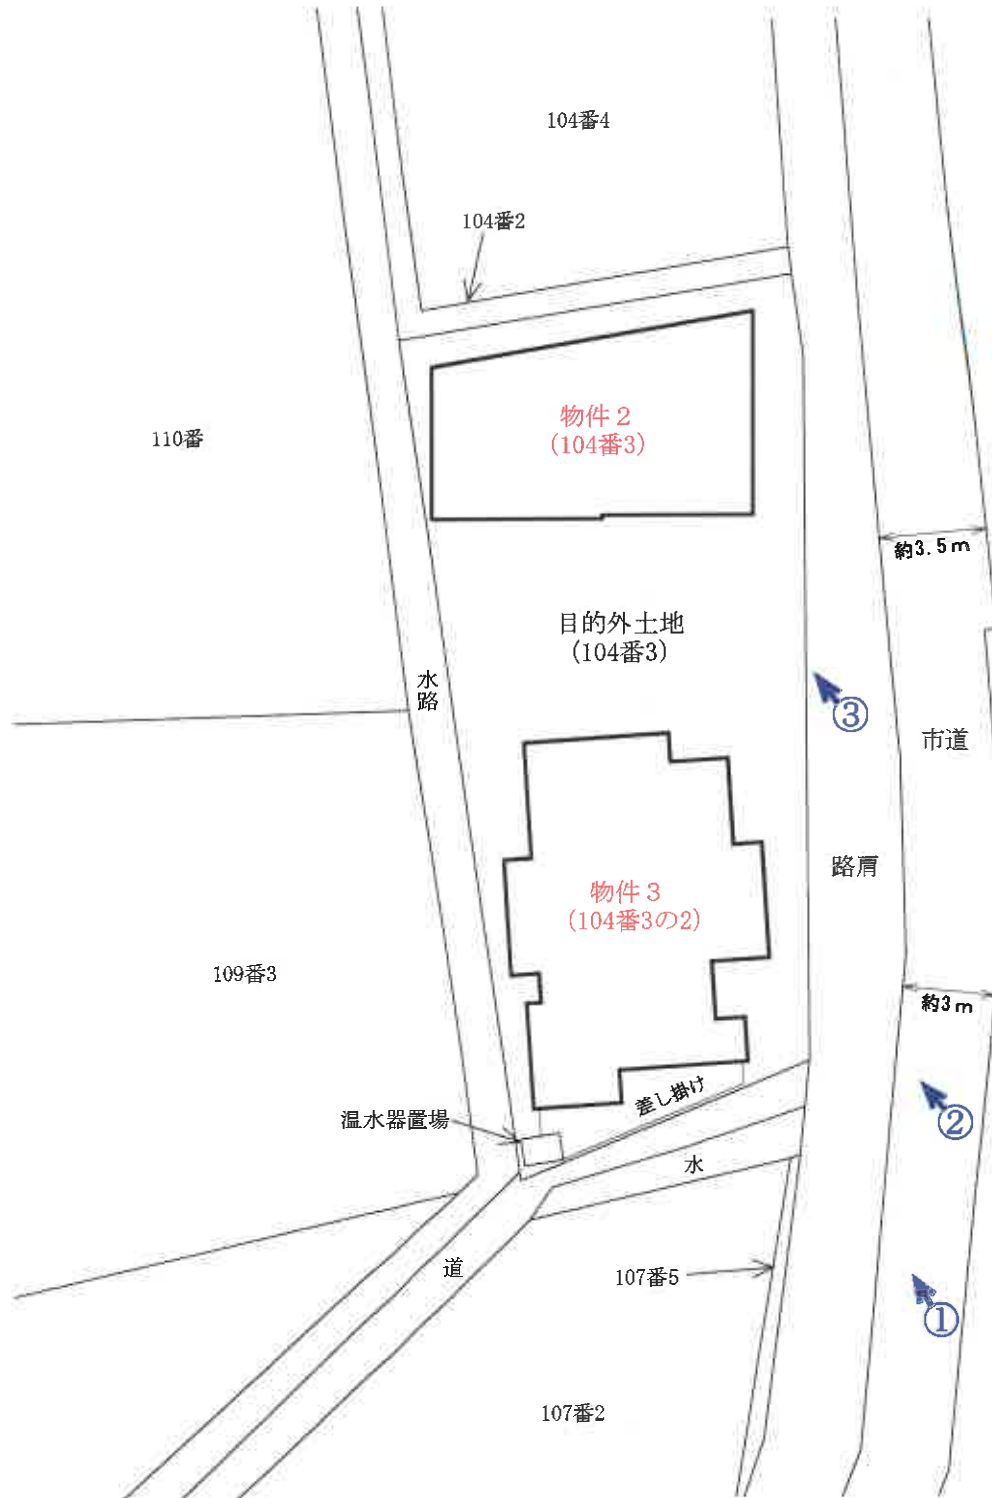 104番4
104番2
物件2
(104番3)
110番
約3.5m
目的外土地
(104番3)
水路
③
市道
路肩
物件3
(104番3の2)
109番3
約3m
差し掛け
温水器置場
②
水
道
107番5
①
107番2